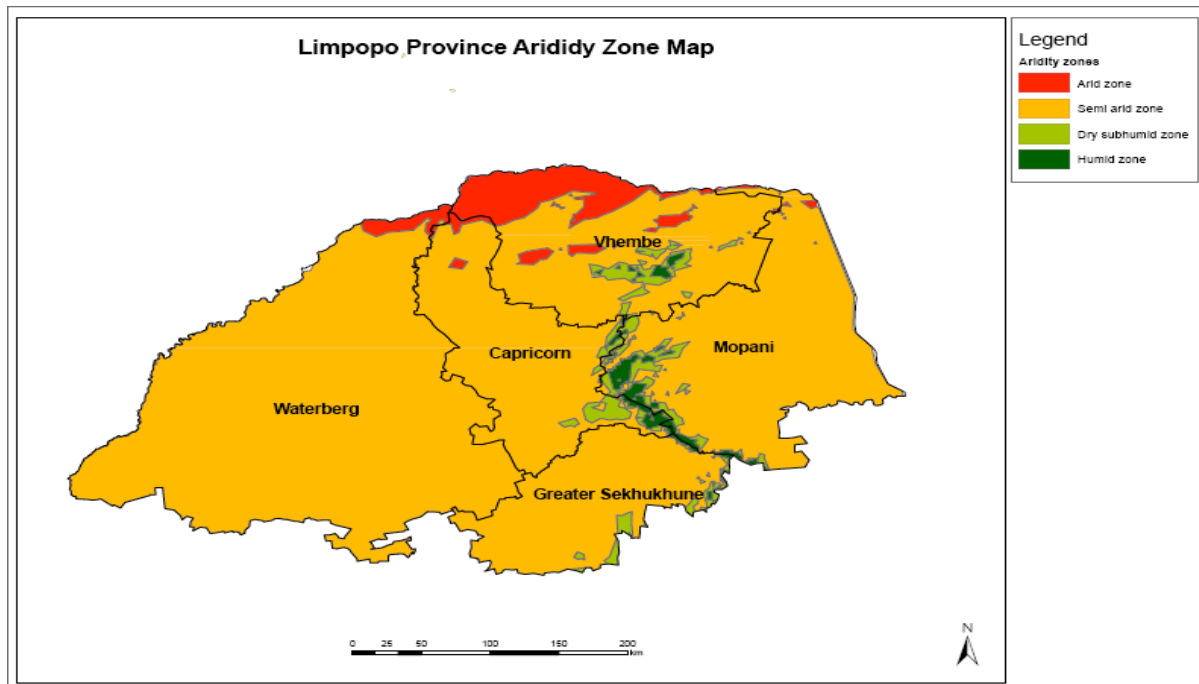 Limpopo Province Arididy Zone Map
Legend
Aridity zones
Arid zone
Semi arid zone
Dry subhumid zone
Humid zone
Vhembe
Capricorn
Mopani
Waterberg
Greater Sekhukhune
0 25 50 100 150 200
km
N